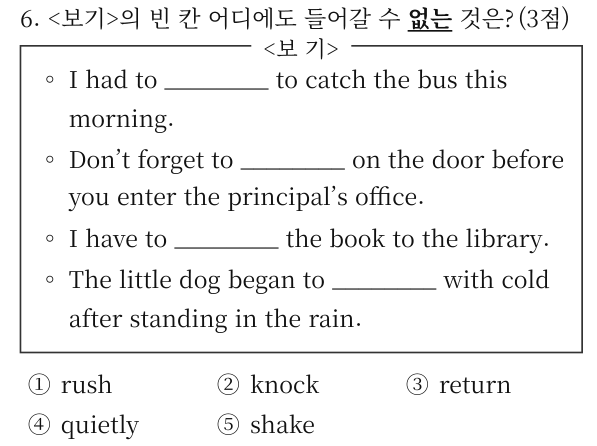 6. <보기>의 빈 칸 어디에도 들어갈 수 없는 것은? (3점)
<보 기>
◦ I had to ________ to catch the bus this
morning.
◦ Don't forget to ________ on the door before
you enter the principal's office.
◦ I have to ________ the book to the library.
◦ The little dog began to ________ with cold
after standing in the rain.
① rush ② knock ③ return
④ quietly ⑤ shake